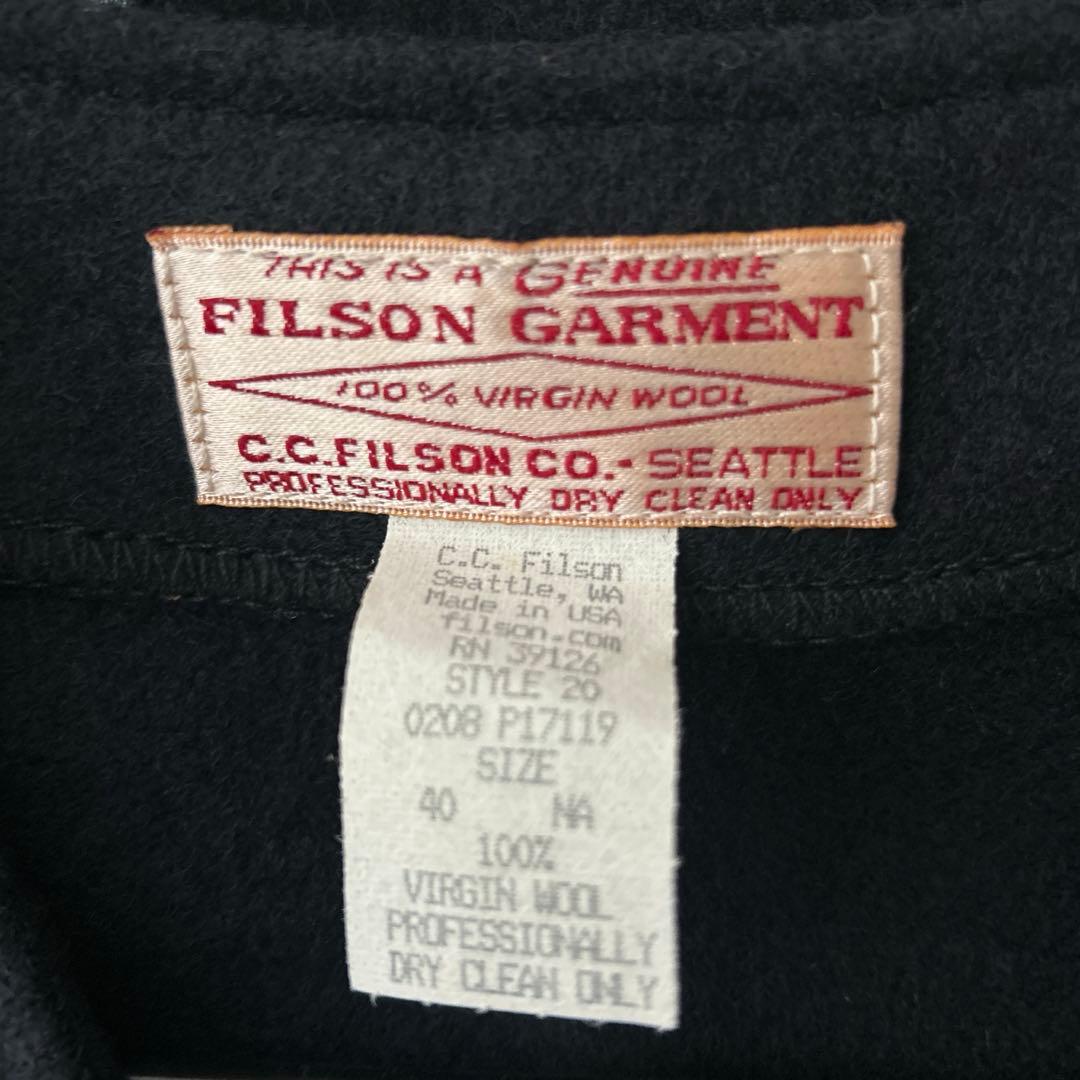 THIS IS A GENUINE
FILSON GARMENT
100% VIRGIN WOOL
C.C.FILSON CO.- SEATTLE
PROFESSIONALLY DRY CLEAN ONLY
C.C. Filson
Seattle, WA
Made in USA
filson.com
RN 39126
STYLE 26
0208 P17119
SIZE
40 NA
100%
VIRGIN WOOL
PROFESSIONALLY
DRY CLEAN ONLY